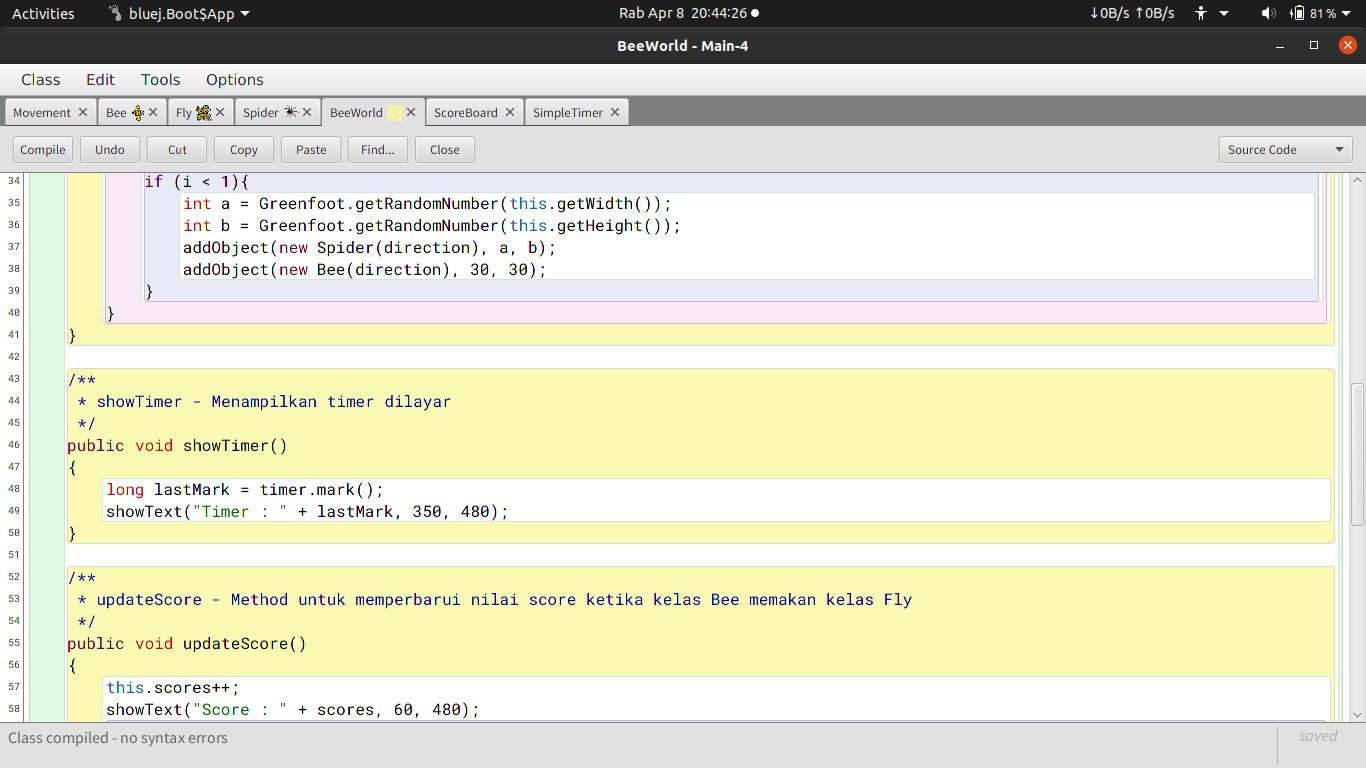 Activities bluej.Boot$App Rab Apr 8 20:44:26 ↓0B/s ↑0B/s 81 %
BeeWorld - Main-4
Class Edit Tools Options
Movement Bee Fly Spider BeeWorld ScoreBoard SimpleTimer
Compile Undo Cut Copy Paste Find... Close Source Code
34 if (i < 1){
35 int a = Greenfoot.getRandomNumber(this.getWidth());
36 int b = Greenfoot.getRandomNumber(this.getHeight());
37 addObject(new Spider(direction), a, b);
38 addObject(new Bee(direction), 30, 30);
39 }
40 }
41 }
42
43 /**
44 * showTimer - Menampilkan timer dilayar
45 */
46 public void showTimer()
47 {
48 long lastMark = timer.mark();
49 showText("Timer : " + lastMark, 350, 480);
50 }
51
52 /**
53 * updateScore - Method untuk memperbarui nilai score ketika kelas Bee memakan kelas Fly
54 */
55 public void updateScore()
56 {
57 this.scores++;
58 showText("Score : " + scores, 60, 480);
Class compiled - no syntax errors saved